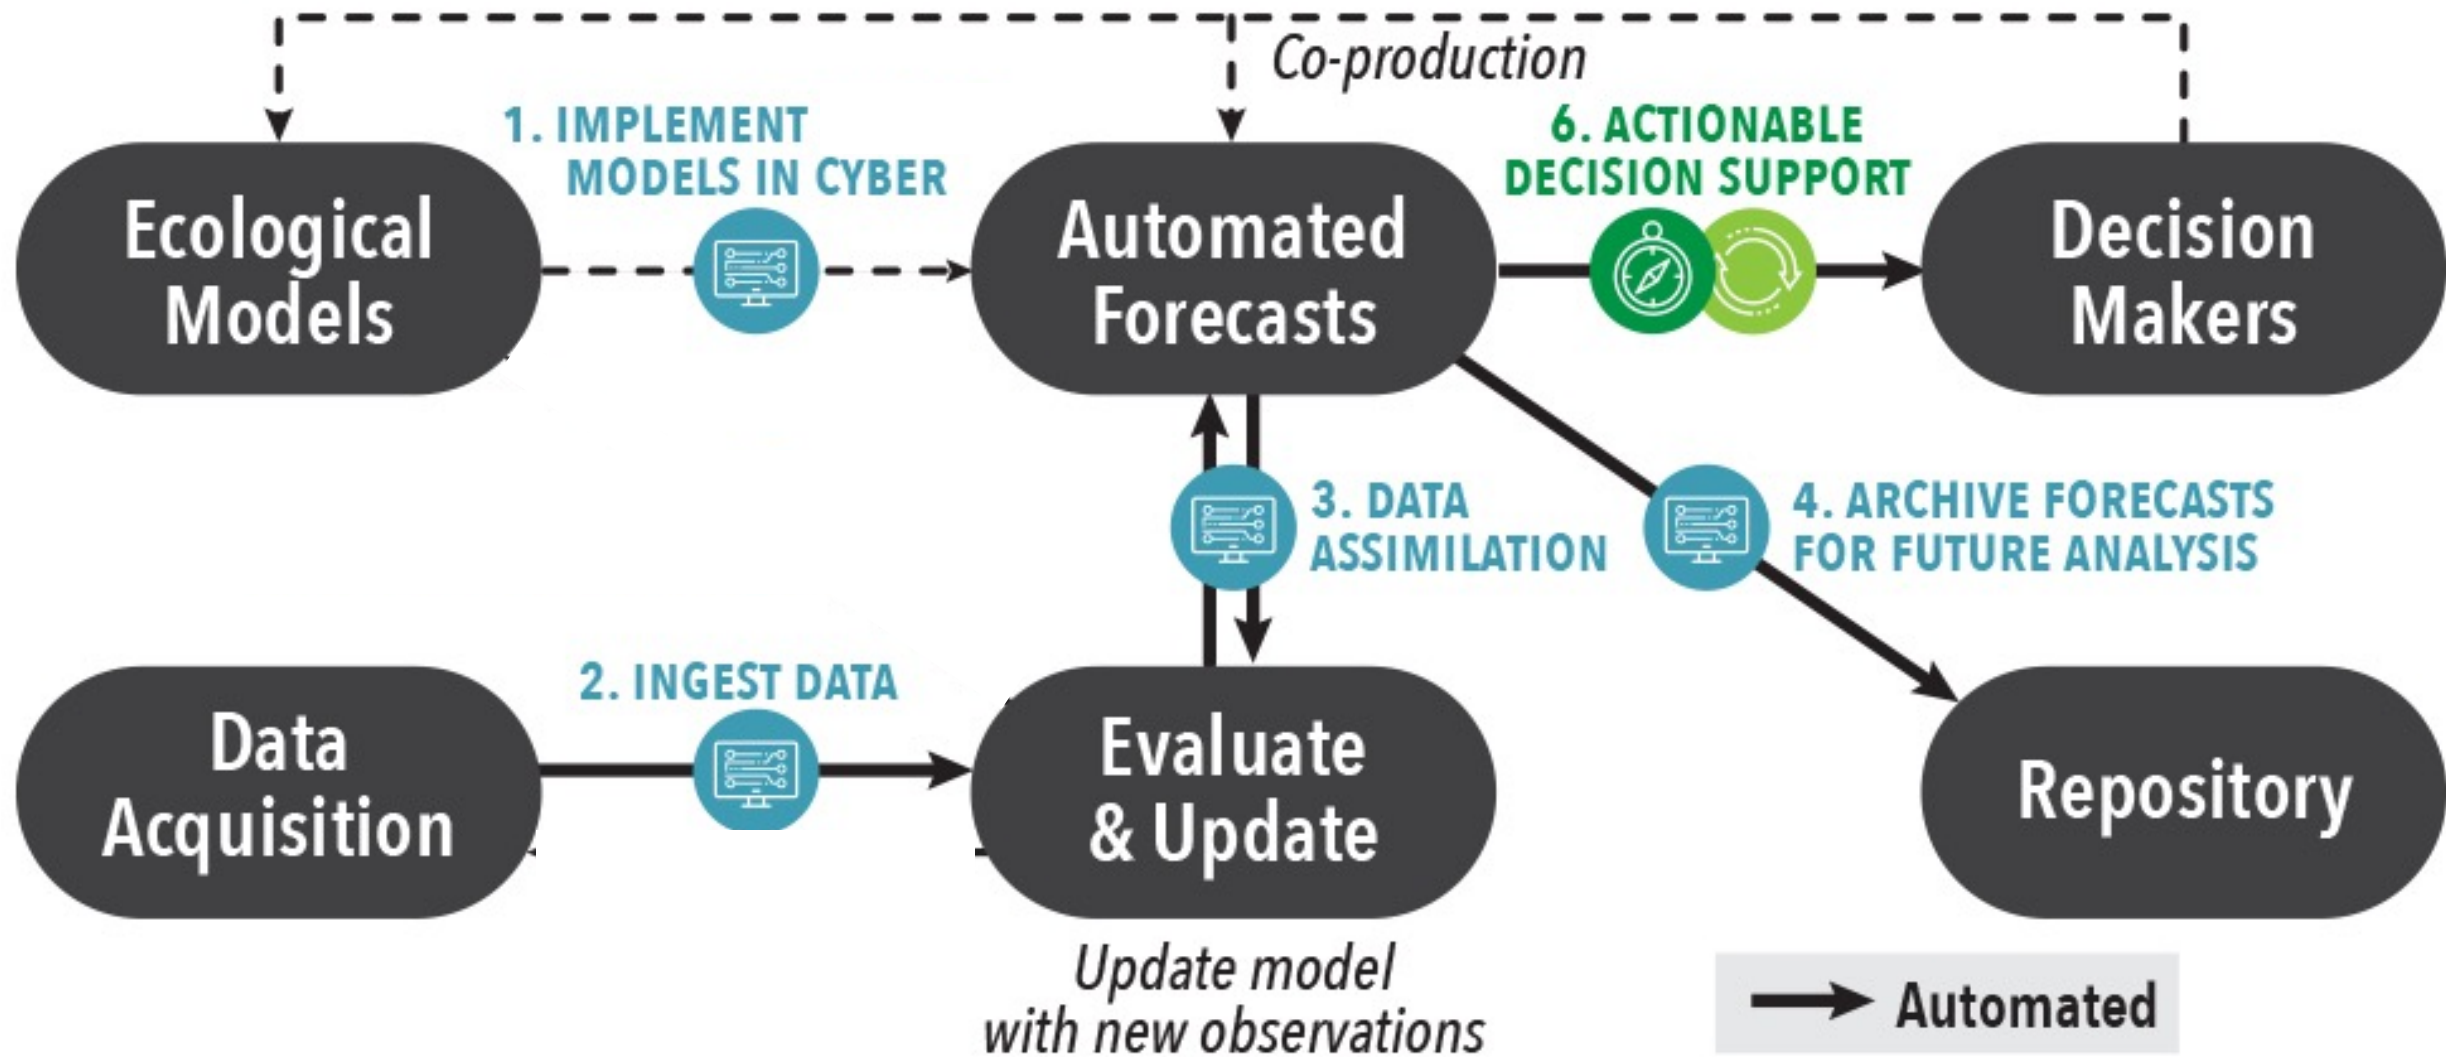 Co-production
1. IMPLEMENT
MODELS IN CYBER
6. ACTIONABLE
DECISION SUPPORT
Ecological
Models
Automated
Forecasts
Decision
Makers
3. DATA
ASSIMILATION
4. ARCHIVE FORECASTS
FOR FUTURE ANALYSIS
2. INGEST DATA
Data
Acquisition
Evaluate
& Update
Repository
Update model
with new observations
Automated